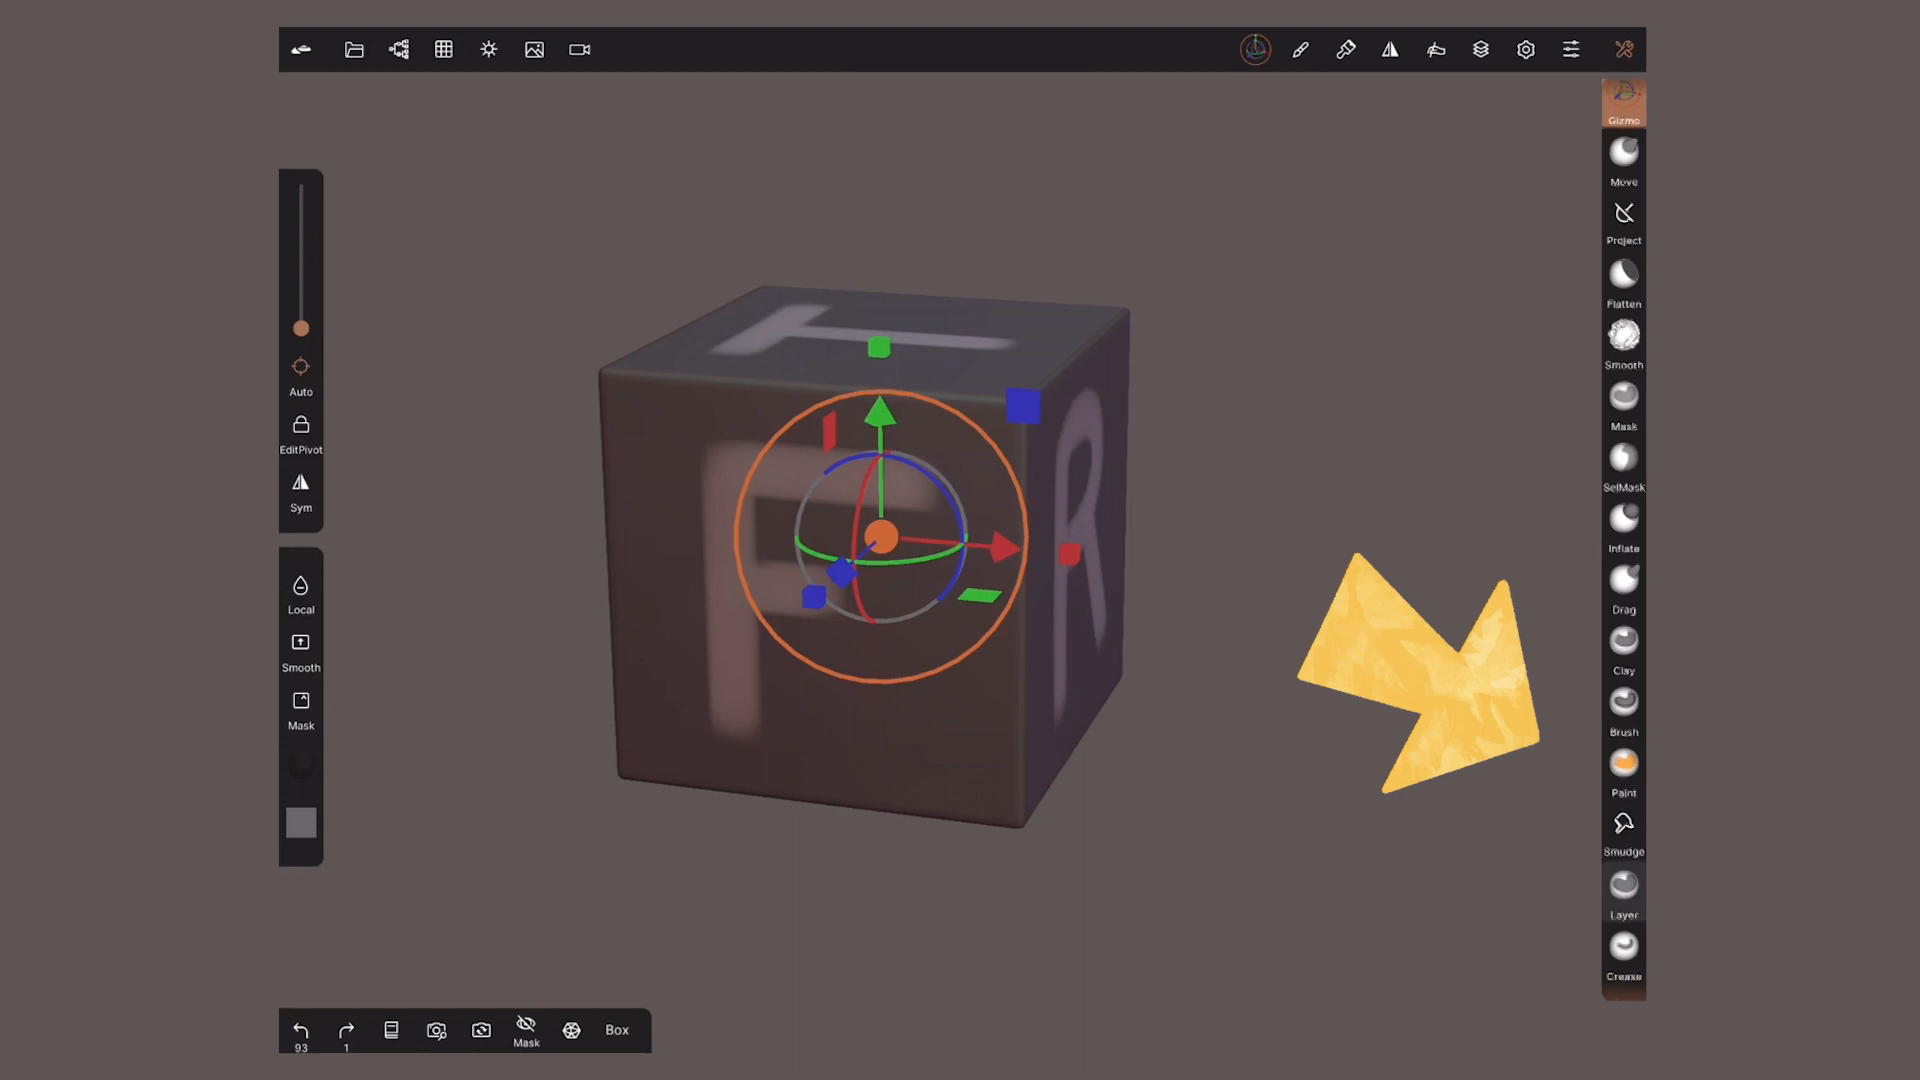 Gizmo
Move
Project
Flatten
Smooth
Mask
SelMask
Inflate
Drag
Clay
Brush
Paint
Smudge
Layer
Crease
Auto
EditPivot
Sym
Local
Smooth
Mask
T
F
R
93
1
Mask
Box